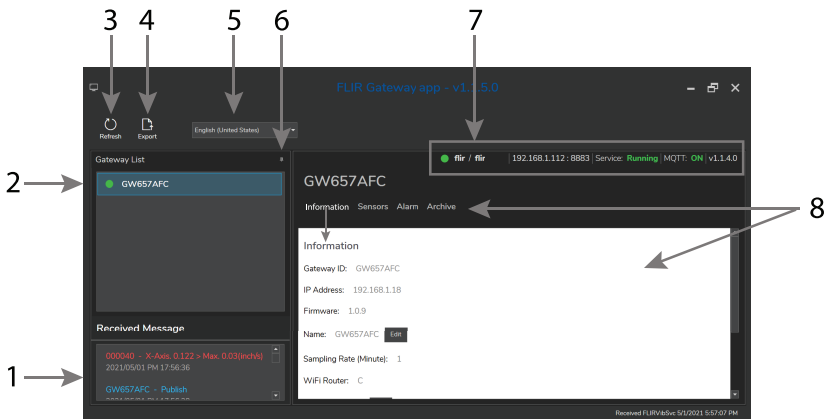 3 4 5 6 7
FLIR Gateway app - v1.1.5.0
Refresh Export English (United States)
Gateway List
flir / flir 192.168.1.112 : 8883 Service: Running MQTT: ON v1.1.4.0
2
GW657AFC
GW657AFC
8
Information Sensors Alarm Archive
Information
Gateway ID: GW657AFC
IP Address: 192.168.1.18
Firmware: 1.0.9
Name: GW657AFC Edit
Sampling Rate (Minute): 1
WiFi Router: C
Received Message
1
000040 - X-Axis, 0.122 > Max. 0.03(inch/s)
2021/05/01 PM 17:56:36
GW657AFC - Publish
Received FLIRVibSvc 5/1/2021 5:57:07 PM